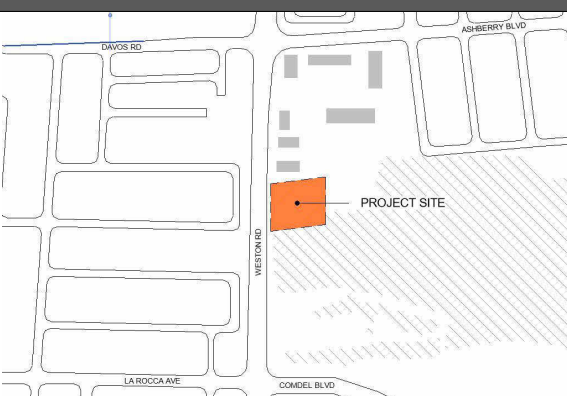 ASHBERRY BLVD
DAVOS RD
PROJECT SITE
WESTON RD
LA ROCCA AVE
COMDEL BLVD